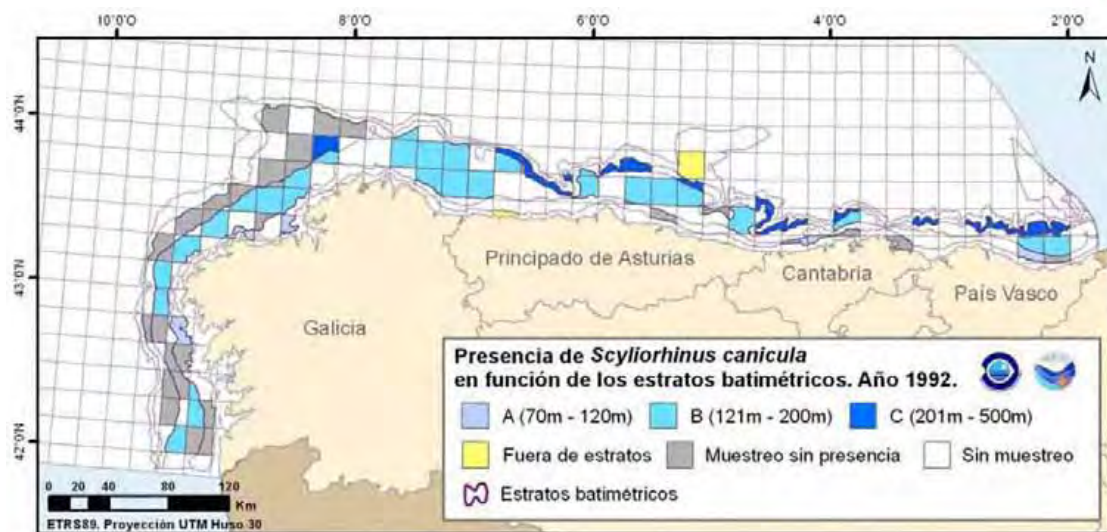 10°0'O 8°0'O 6°0'O 4°0'O 2°0'O
N
44°0'N
43°0'N
42°0'N
Principado de Asturias
Cantabria
País Vasco
Galicia
Presencia de Scyliorhinus canicula
en función de los estratos batimétricos. Año 1992.
A (70m - 120m) B (121m - 200m) C (201m - 500m)
Fuera de estratos Muestreo sin presencia Sin muestreo
Estratos batimétricos
0 20 40 80 120
Km
ETRS89. Proyección UTM Huso 30